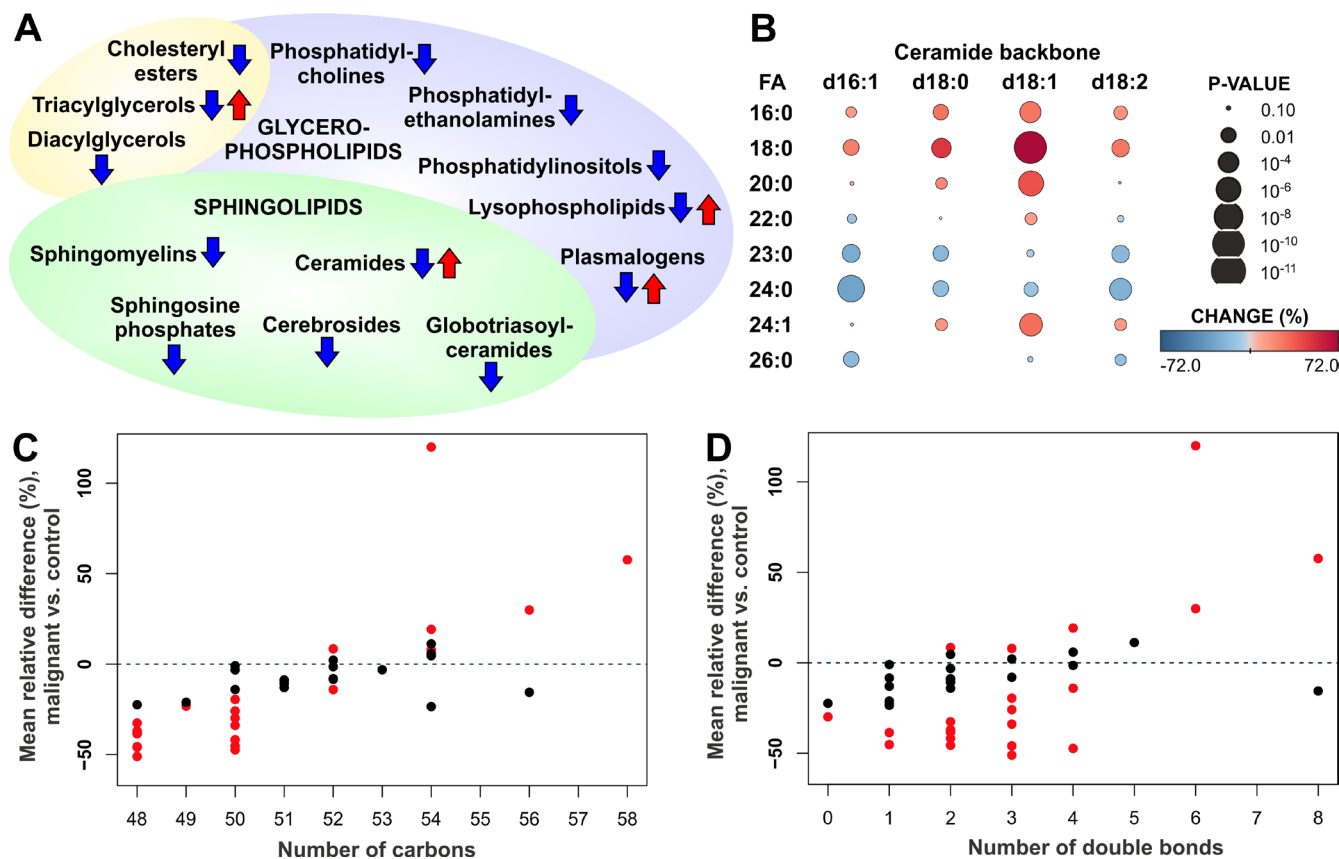 A
Cholesteryl
esters
Phosphatidyl-
cholines
Triacylglycerols
Phosphatidyl-
ethanolamines
Diacylglycerols
GLYCERO-
PHOSPHOLIPIDS
Phosphatidylinositols
SPHINGOLIPIDS
Lysophospholipids
Sphingomyelins
Ceramides
Plasmalogens
Sphingosine
phosphates
Cerebrosides
Globotriasoyl-
ceramides
B
Ceramide backbone
FA d16:1 d18:0 d18:1 d18:2
16:0
18:0
20:0
22:0
23:0
24:0
24:1
26:0
P-VALUE
0.10
0.01
10-4
10-6
10-8
10-10
10-11
CHANGE (%)
-72.0 72.0
C
Mean relative difference (%),
malignant vs. control
100
50
0
-50
48 49 50 51 52 53 54 55 56 57 58
Number of carbons
D
Mean relative difference (%),
malignant vs. control
100
50
0
-50
0 1 2 3 4 5 6 7 8
Number of double bonds